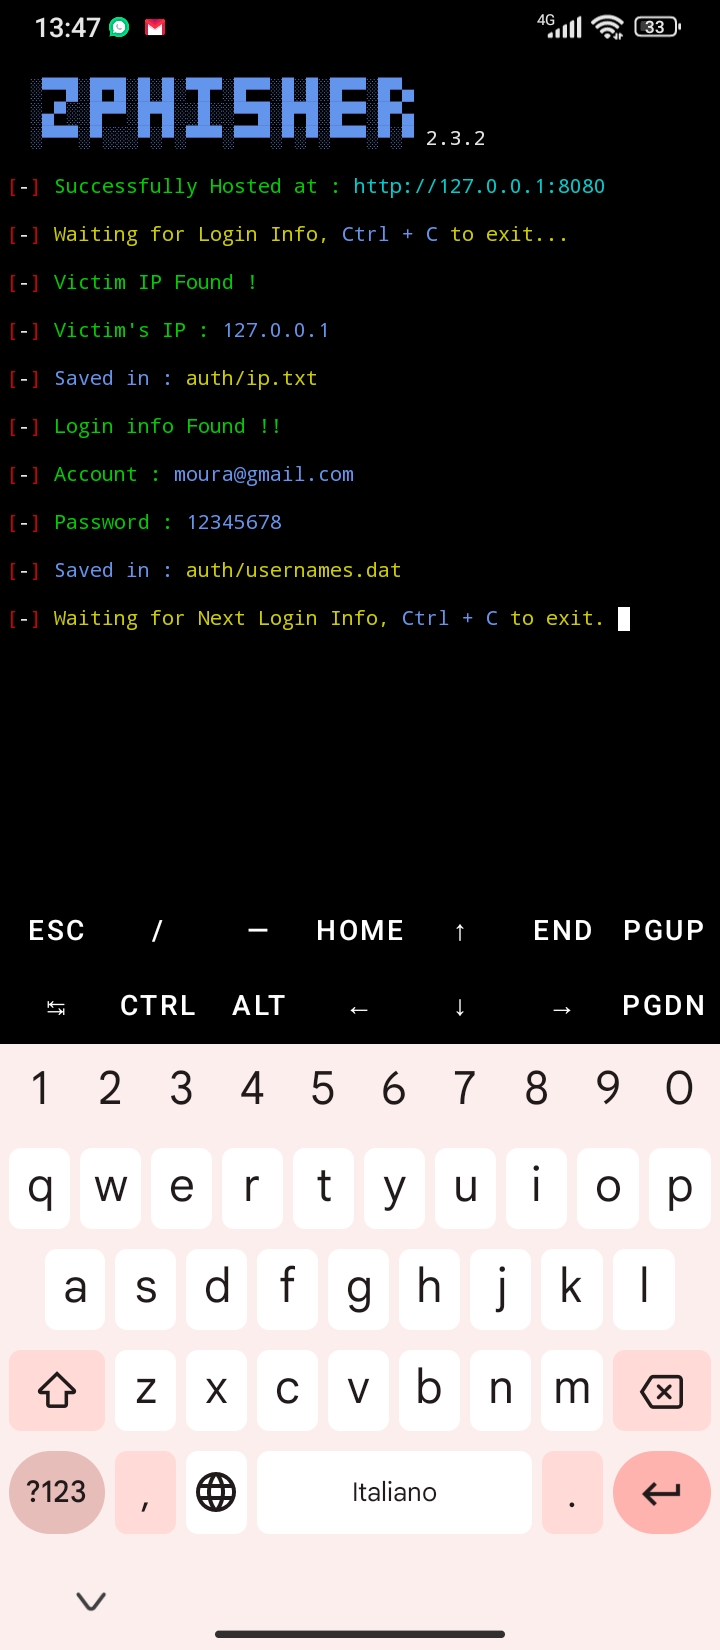 13:47 4G 33
ZPHISHER 2.3.2
[-] Successfully Hosted at : http://127.0.0.1:8080
[-] Waiting for Login Info, Ctrl + C to exit...
[-] Victim IP Found !
[-] Victim's IP : 127.0.0.1
[-] Saved in : auth/ip.txt
[-] Login info Found !!
[-] Account : moura@gmail.com
[-] Password : 12345678
[-] Saved in : auth/usernames.dat
[-] Waiting for Next Login Info, Ctrl + C to exit.
ESC / — HOME ↑ END PGUP
↹ CTRL ALT ← ↓ → PGDN
1 2 3 4 5 6 7 8 9 0
q w e r t y u i o p
a s d f g h j k l
z x c v b n m
?123 , Italiano .